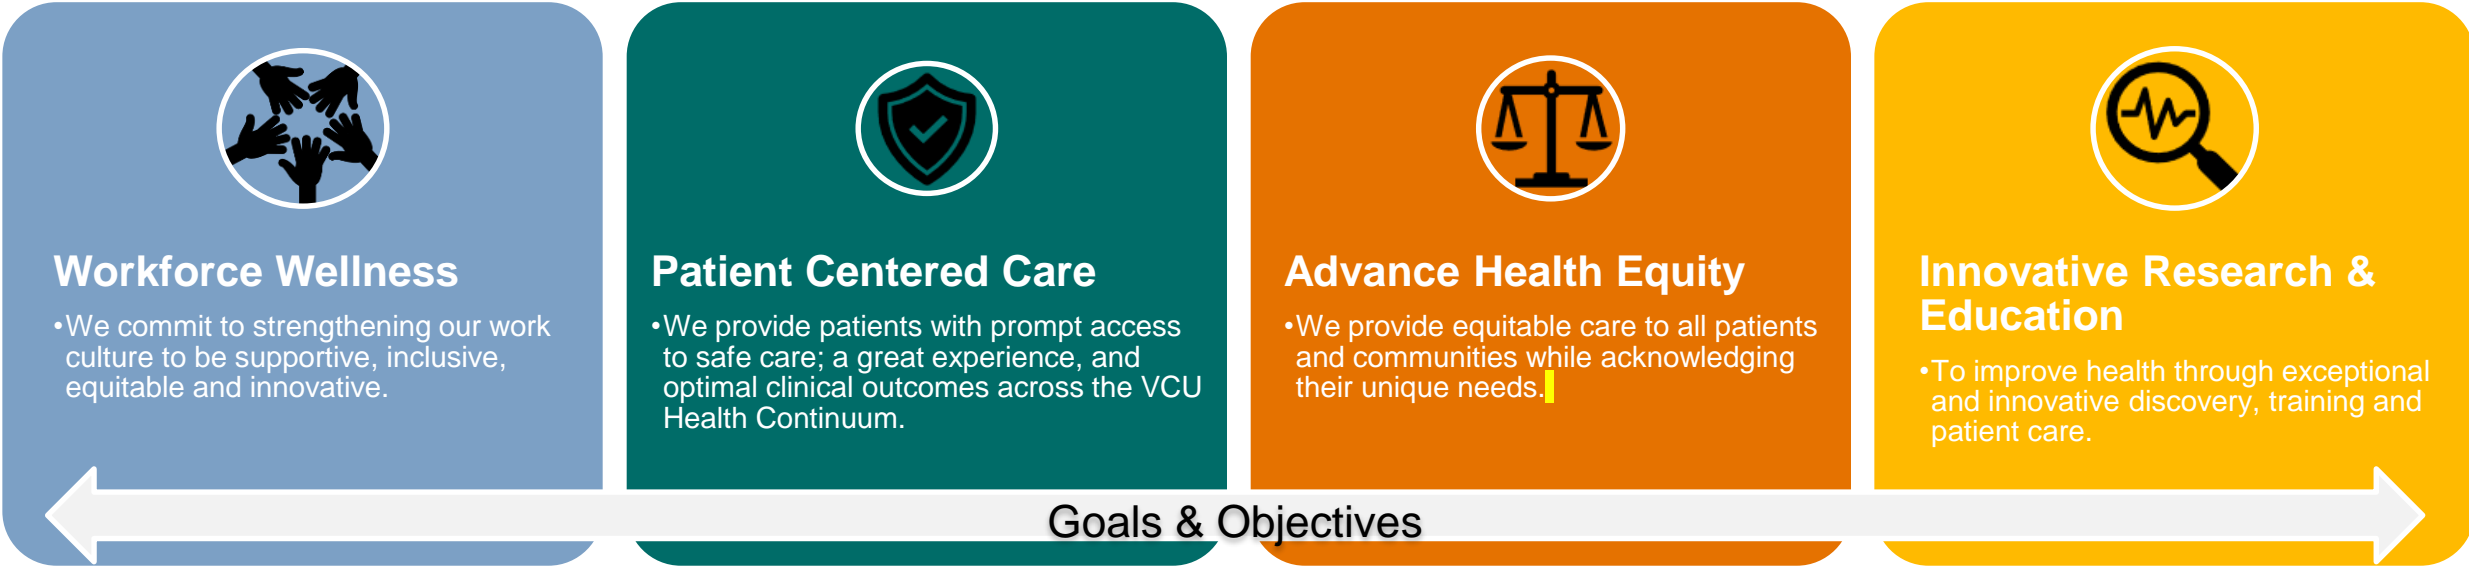 Workforce Wellness
•We commit to strengthening our work
culture to be supportive, inclusive,
equitable and innovative.
Patient Centered Care
•We provide patients with prompt access
to safe care; a great experience, and
optimal clinical outcomes across the VCU
Health Continuum.
Advance Health Equity
•We provide equitable care to all patients
and communities while acknowledging
their unique needs.
Innovative Research &
Education
•To improve health through exceptional
and innovative discovery, training and
patient care.
Goals & Objectives